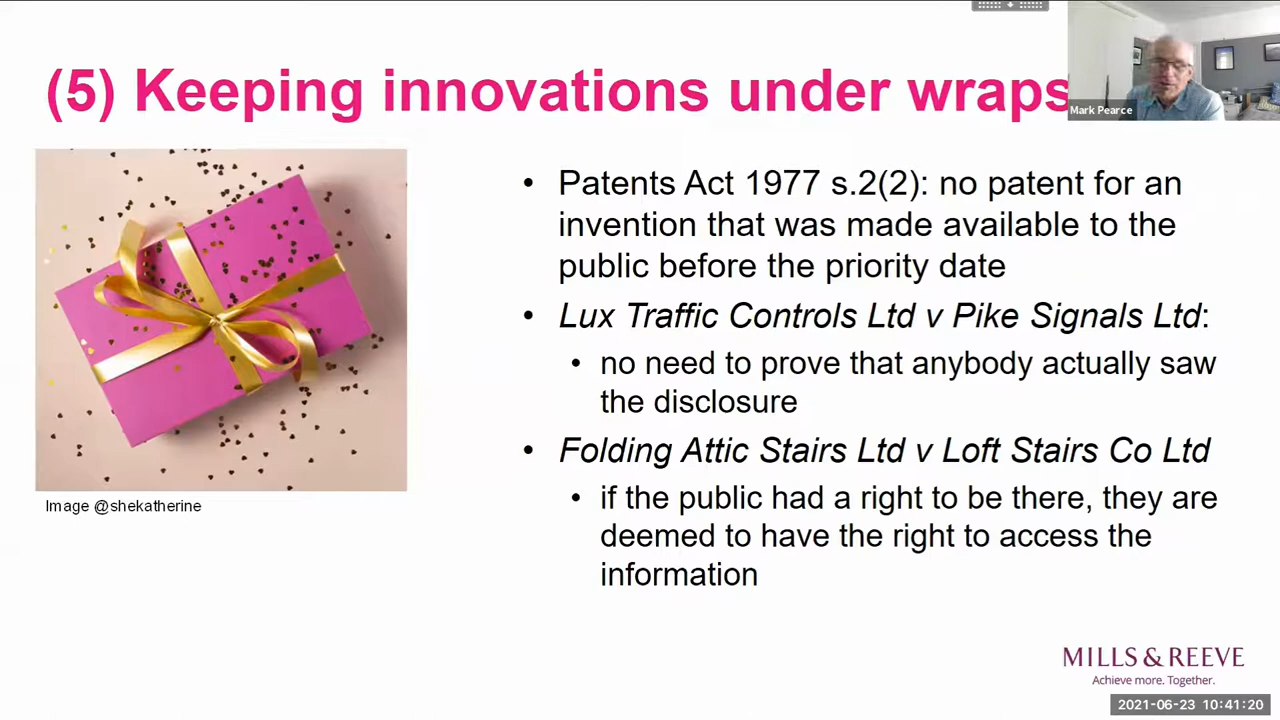 (5) Keeping innovations under wraps
Mark Pearce
• Patents Act 1977 s.2(2): no patent for an
invention that was made available to the
public before the priority date
• Lux Traffic Controls Ltd v Pike Signals Ltd:
• no need to prove that anybody actually saw
the disclosure
• Folding Attic Stairs Ltd v Loft Stairs Co Ltd
• if the public had a right to be there, they are
deemed to have the right to access the
information
Image @shekatherine
MILLS & REEVE
Achieve more. Together.
2021-06-23 10:41:20